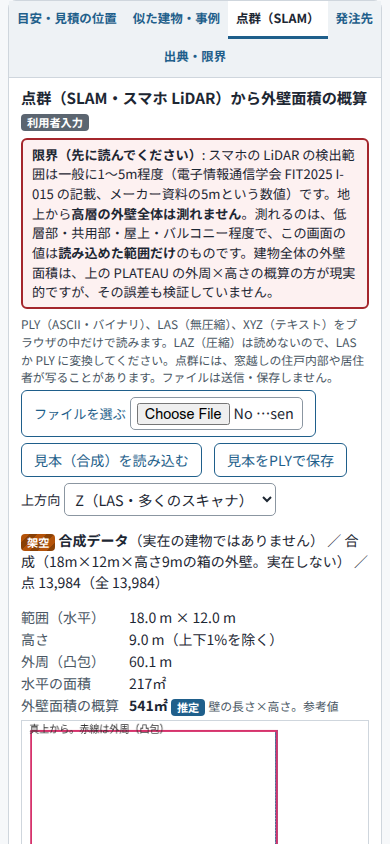 目安・見積の位置 似た建物・事例 点群（SLAM） 発注先
出典・限界
点群（SLAM・スマホ LiDAR）から外壁面積の概算
利用者入力
限界（先に読んでください）: スマホの LiDAR の検出範
囲は一般に1〜5m程度（電子情報通信学会 FIT2025 I-
015 の記載、メーカー資料の5mという数値）です。地
上から高層の外壁全体は測れません。測れるのは、低
層部・共用部・屋上・バルコニー程度で、この画面の
値は読み込めた範囲だけのものです。建物全体の外壁
面積は、上の PLATEAU の外周×高さの概算の方が現実
的ですが、その誤差も検証していません。
PLY（ASCII・バイナリ）、LAS（無圧縮）、XYZ（テキスト）をブ
ラウザの中だけで読みます。LAZ（圧縮）は読めないので、LAS
か PLY に変換してください。点群には、窓越しの住戸内部や居住
者が写ることがあります。ファイルは送信・保存しません。
ファイルを選ぶ Choose File No …sen
見本（合成）を読み込む 見本をPLYで保存
上方向 Z（LAS・多くのスキャナ）
架空 合成データ（実在の建物ではありません） ／ 合
成（18m×12m×高さ9mの箱の外壁。実在しない） ／
点 13,984（全 13,984）
範囲（水平） 18.0 m × 12.0 m
高さ 9.0 m（上下1%を除く）
外周（凸包） 60.1 m
水平の面積 217㎡
外壁面積の概算 541㎡ 推定 壁の長さ×高さ。参考値
真上から。赤線は外周（凸包）